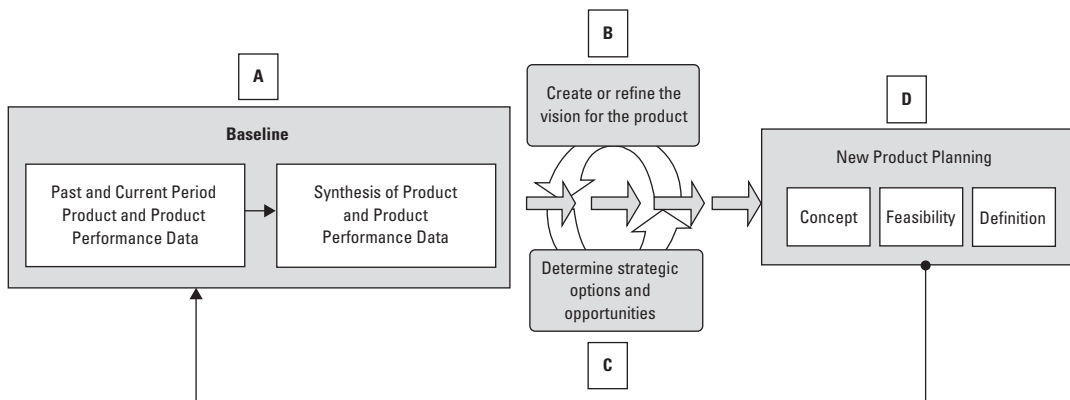 A
Baseline
Past and Current Period
Product and Product
Performance Data
Synthesis of Product
and Product
Performance Data
B
Create or refine the
vision for the product
Determine strategic
options and
opportunities
C
D
New Product Planning
Concept
Feasibility
Definition